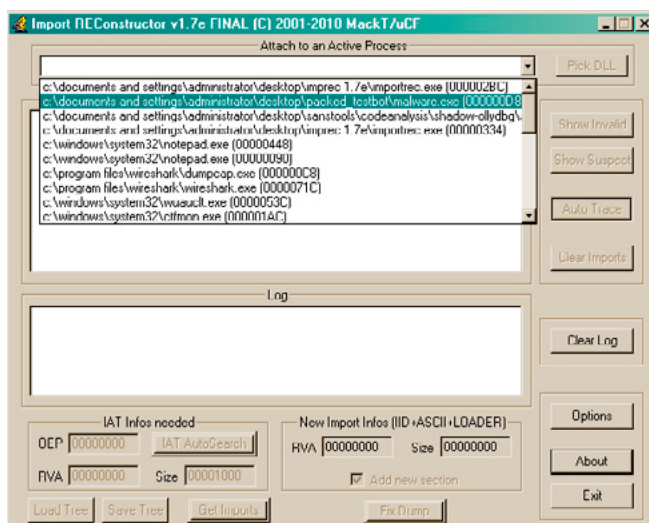 Import REConstructor v1.7e FINAL (C) 2001-2010 MackT/uCF
Attach to an Active Process
Pick DLL
c:\documents and settings\administrator\desktop\imprec 1.7e\importrec.exe (000002BC)
c:\documents and settings\administrator\desktop\packed_testbot\malware.exe (000000D8
c:\documents and settings\administrator\desktop\sanstools\codeanalysis\shadow-ollydbg\
c:\documents and settings\administrator\desktop\imprec 1.7e\importrec.exe (00000334)
c:\windows\system32\notepad.exe (00000448)
c:\windows\system32\notepad.exe (00000090)
c:\program files\wireshark\dumpcap.exe (000000C8)
c:\program files\wireshark\wireshark.exe (0000071C)
c:\windows\system32\wuauclt.exe (0000053C)
c:\windows\system32\ctfmon.exe (000001AC)
Show Invalid
Show Suspect
Auto Trace
Clear Imports
Log
Clear Log
IAT Infos needed
OEP 00000000 IAT AutoSearch
RVA 00000000 Size 00001000
New Import Infos (IID+ASCII+LOADER)
RVA 00000000 Size 00000000
Add new section
Load Tree Save Tree Get Imports Fix Dump
Options
About
Exit